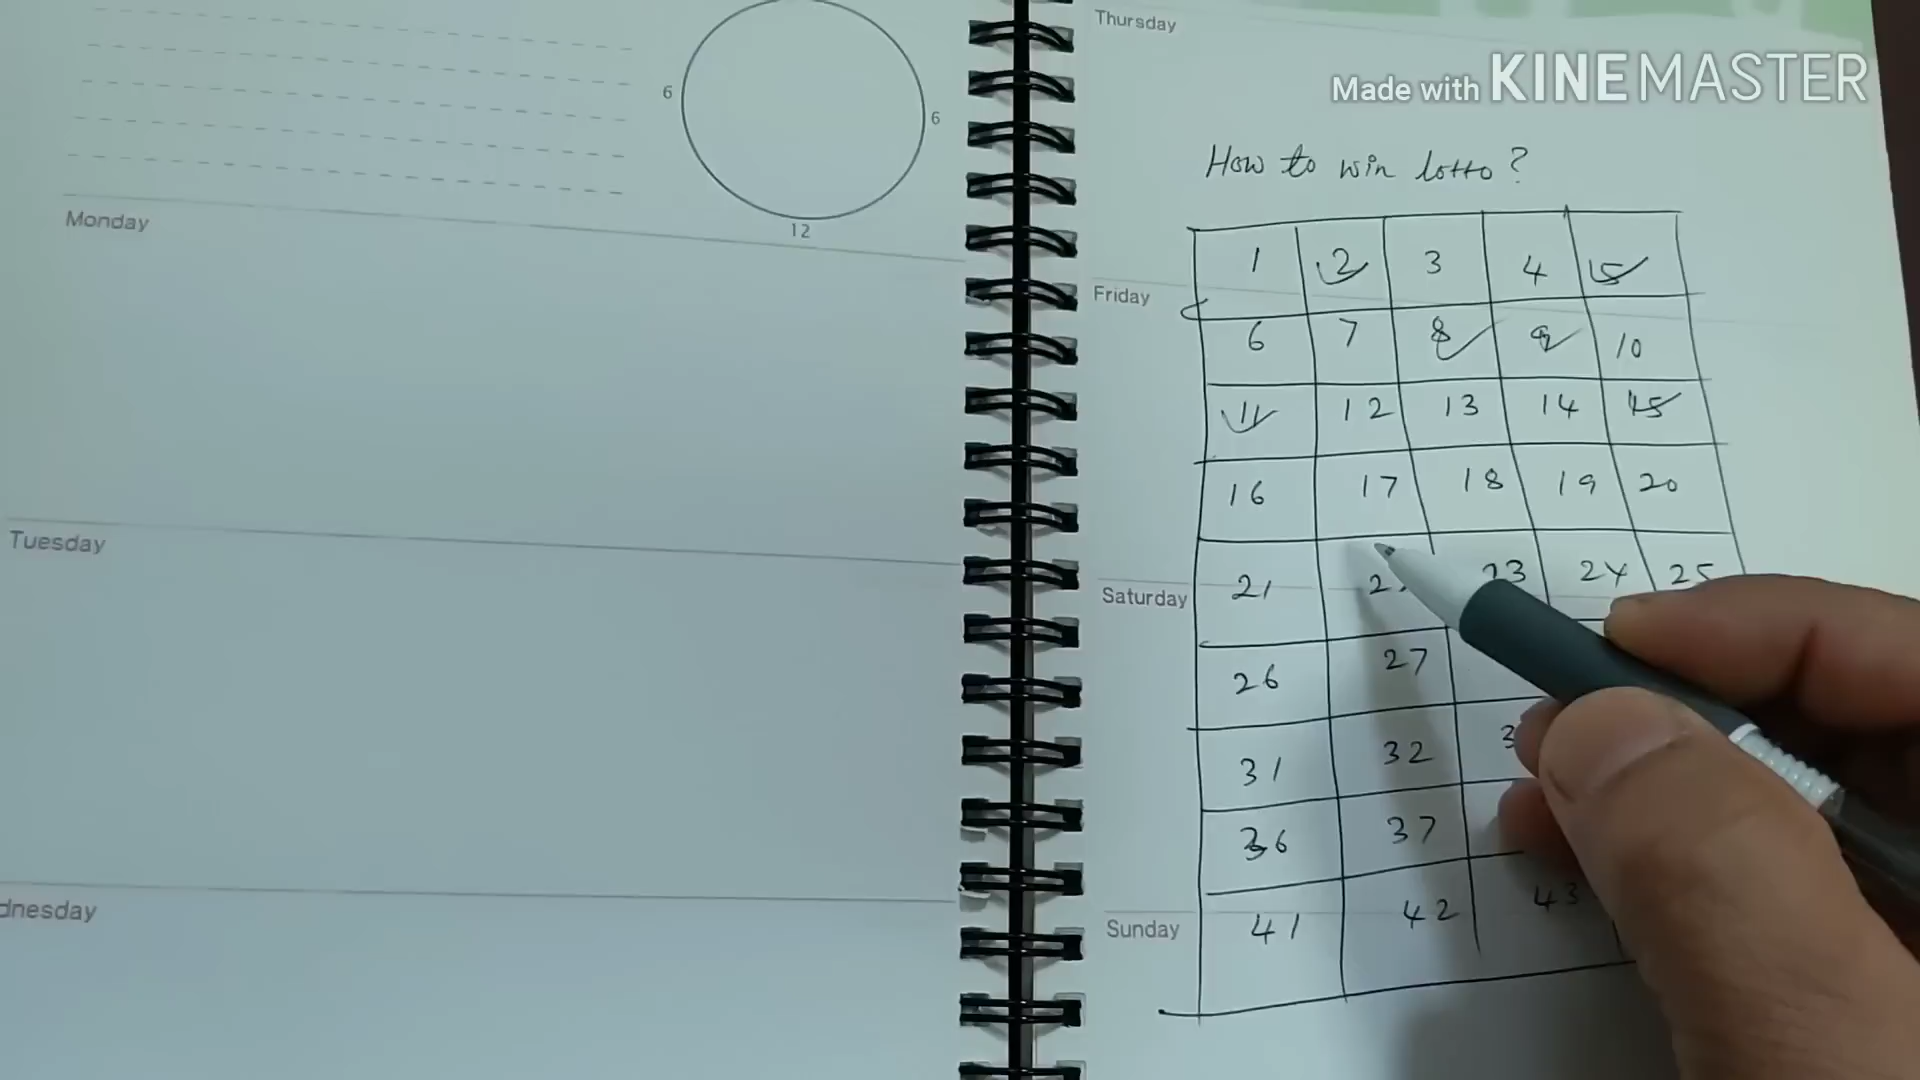 6
6
12
Monday
Tuesday
dnesday
Thursday
Made with KINEMASTER
How to win lotto?
Friday
Saturday
Sunday
1 2 3 4 5
6 7 8 9 10
11 12 13 14 15
16 17 18 19 20
21 23 24 25
26 27
31 32
36 37
41 42 43